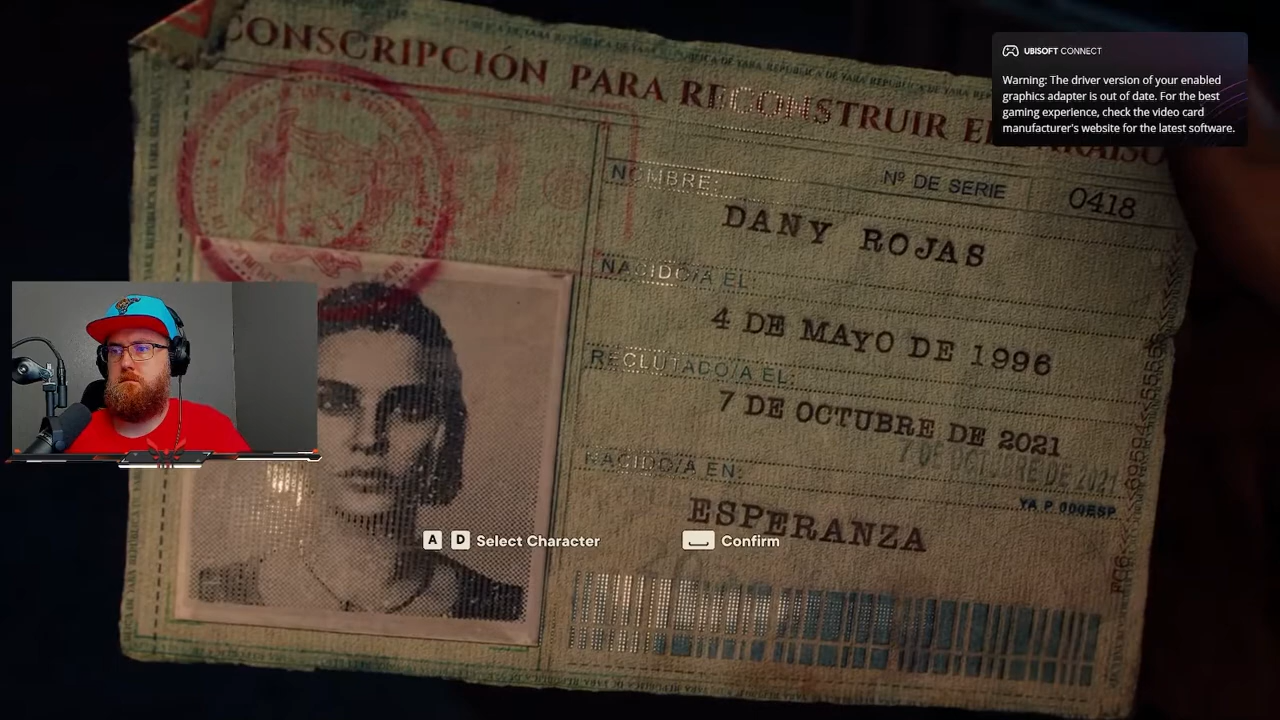 CONSCRIPCIÓN PARA RECONSTRUIR EL PARAÍSO
UBISOFT CONNECT
Warning: The driver version of your enabled
graphics adapter is out of date. For the best
gaming experience, check the video card
manufacturer's website for the latest software.
NOMBRE:
Nº DE SERIE
0418
DANY ROJAS
NACIDO/A EL:
4 DE MAYO DE 1996
RECLUTADO/A EL:
7 DE OCTUBRE DE 2021
7 DE OCTUBRE DE 2021
NACIDO/A EN:
YA P 000ESP
ESPERANZA
A D Select Character
Confirm